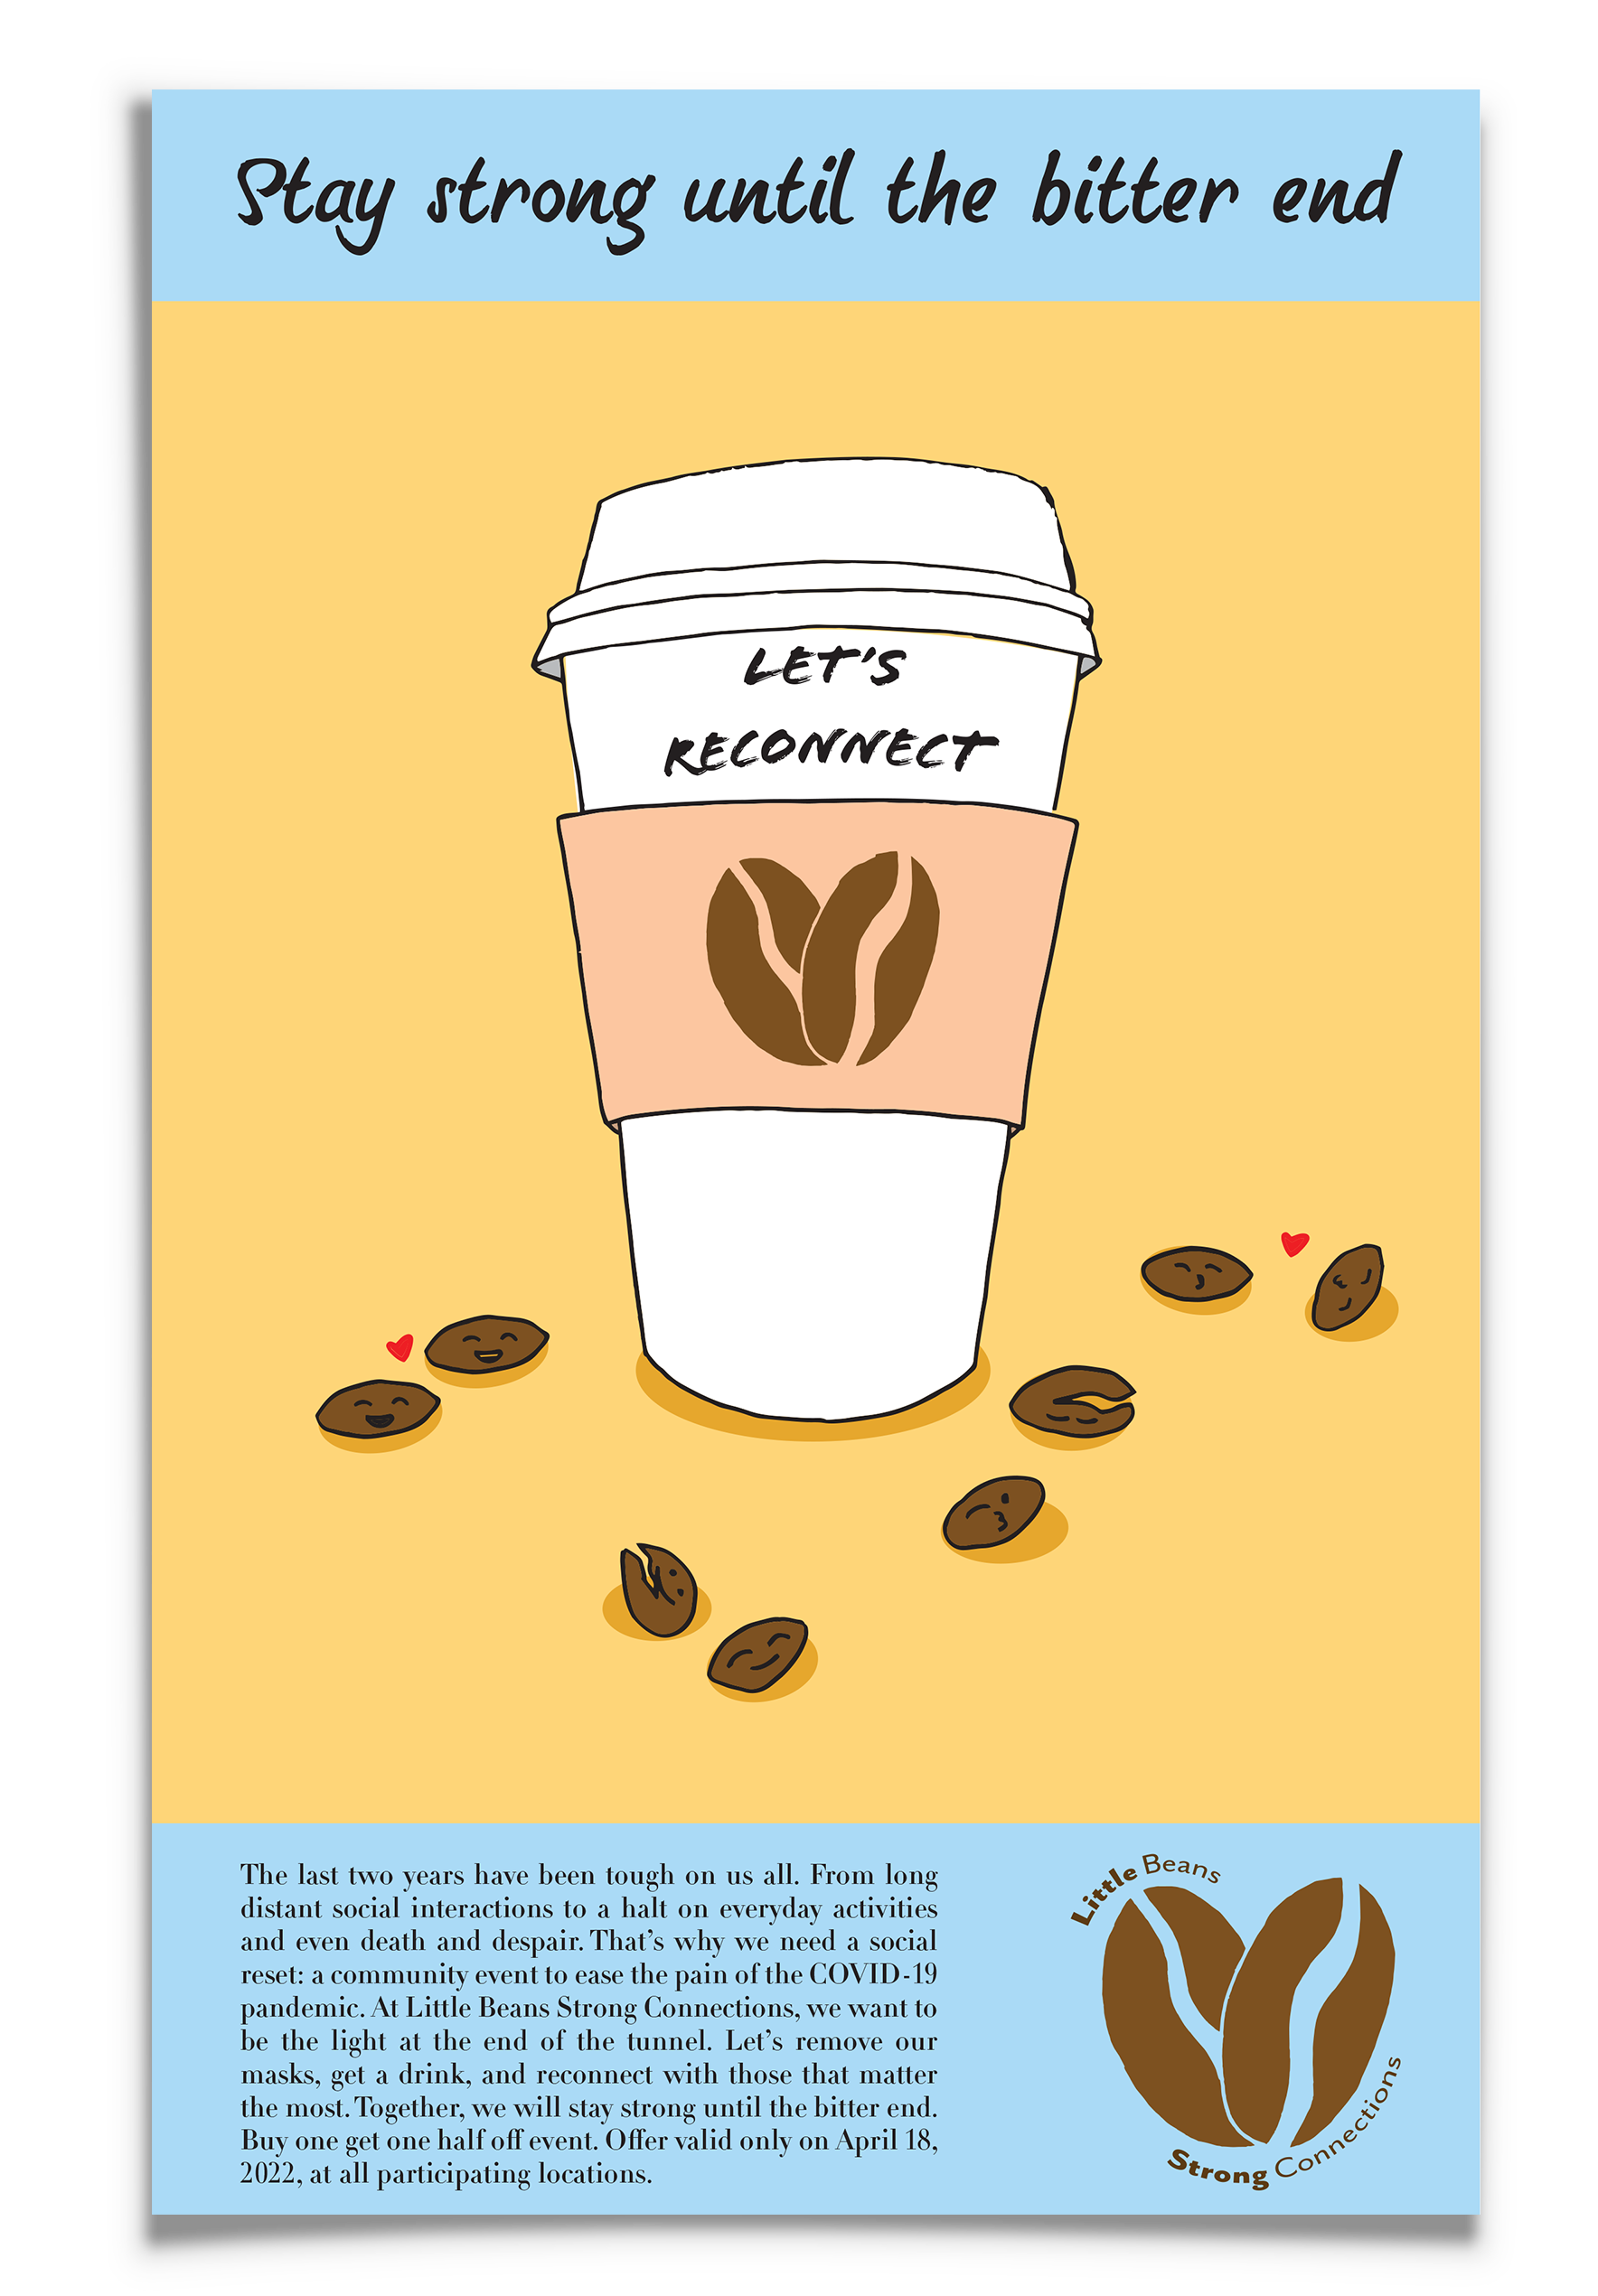 Stay strong until the bitter end
LET'S
RECONNECT
The last two years have been tough on us all. From long
distant social interactions to a halt on everyday activities
and even death and despair. That's why we need a social
reset: a community event to ease the pain of the COVID-19
pandemic. At Little Beans Strong Connections, we want to
be the light at the end of the tunnel. Let's remove our
masks, get a drink, and reconnect with those that matter
the most. Together, we will stay strong until the bitter end.
Buy one get one half off event. Offer valid only on April 18,
2022, at all participating locations.
Little Beans
Strong Connections